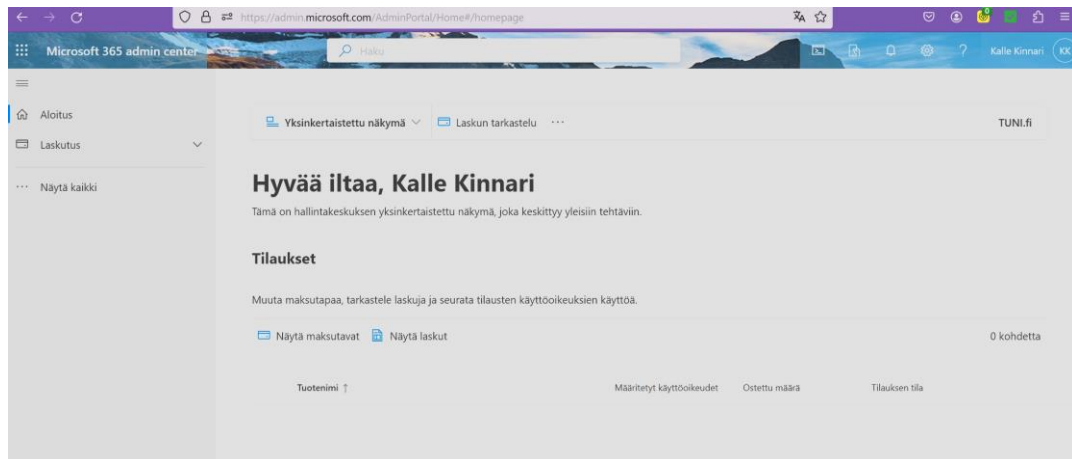 https://admin.microsoft.com/AdminPortal/Home#/homepage
Microsoft 365 admin center
Haku
Kalle Kinnari
KK
Aloitus
Laskutus
Näytä kaikki
Yksinkertaistettu näkymä
Laskun tarkastelu
TUNI.fi
Hyvää iltaa, Kalle Kinnari
Tämä on hallintakeskuksen yksinkertaistettu näkymä, joka keskittyy yleisiin tehtäviin.
Tilaukset
Muuta maksutapaa, tarkastele laskuja ja seurata tilausten käyttöoikeuksien käyttöä.
Näytä maksutavat Näytä laskut 0 kohdetta
Tuotenimi ↑ Määritetyt käyttöoikeudet Ostettu määrä Tilauksen tila